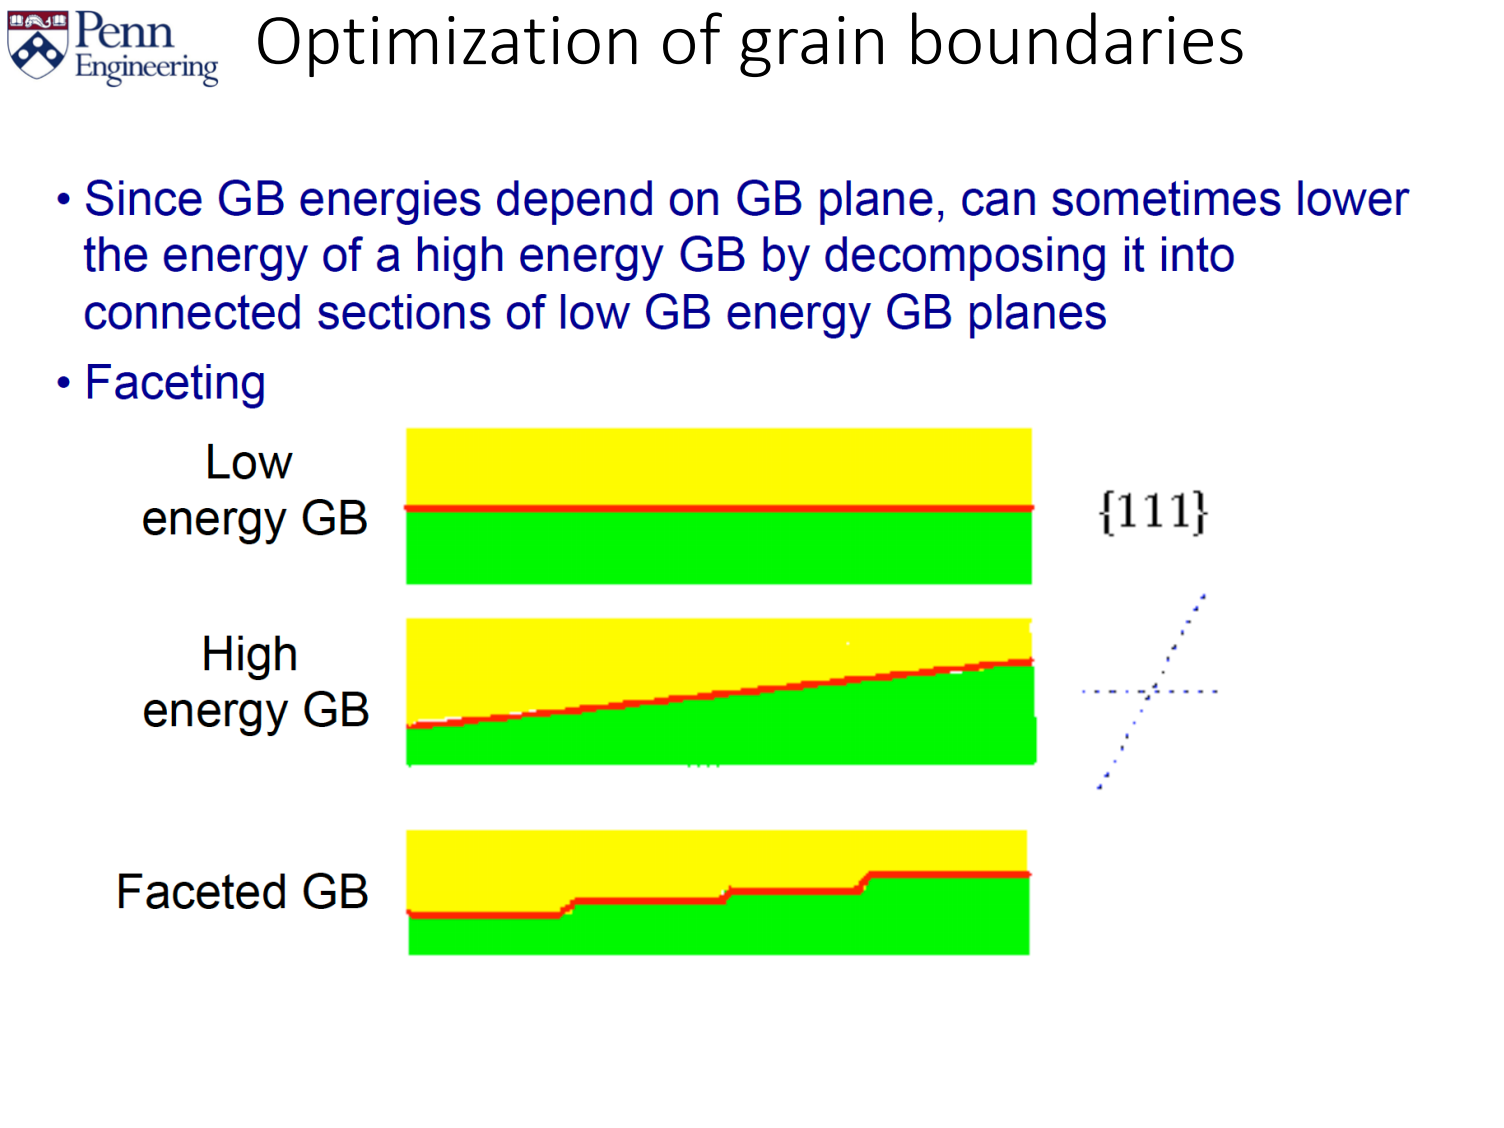 Penn
Engineering
Optimization of grain boundaries
• Since GB energies depend on GB plane, can sometimes lower
the energy of a high energy GB by decomposing it into
connected sections of low GB energy GB planes
• Faceting
Low
energy GB
{111}
High
energy GB
Faceted GB